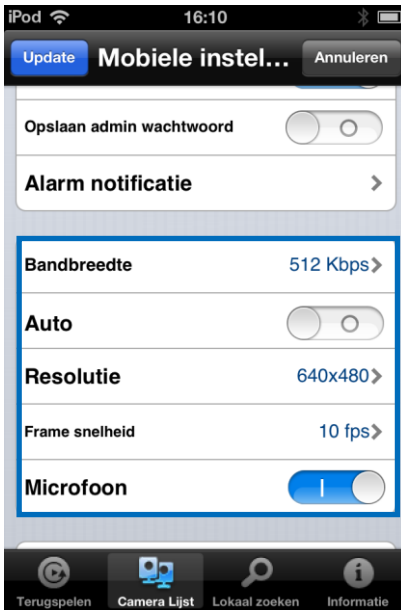 iPod 16:10
Update Mobiele instel... Annuleren
Opslaan admin wachtwoord
Alarm notificatie
Bandbreedte 512 Kbps
Auto
Resolutie 640x480
Frame snelheid 10 fps
Microfoon
Terugspelen Camera Lijst Lokaal zoeken Informatie